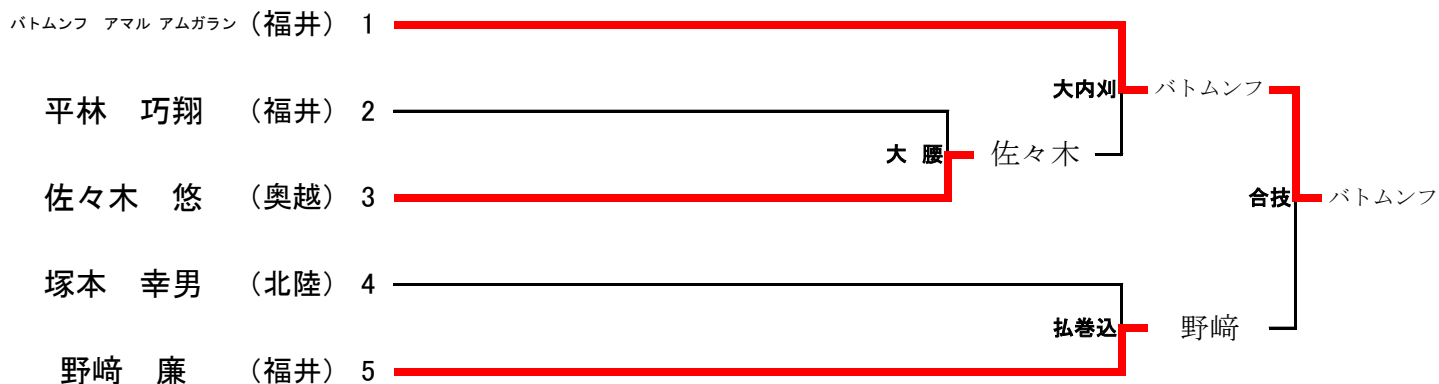 バトムンフ　アマル アムガラン（福井） 1
大内刈 バトムンフ
平林　巧翔　（福井） 2
大 腰 佐々木
佐々木　悠　（奥越） 3
合技 バトムンフ
塚本　幸男　（北陸） 4
払巻込 野﨑
野﨑　廉　（福井） 5